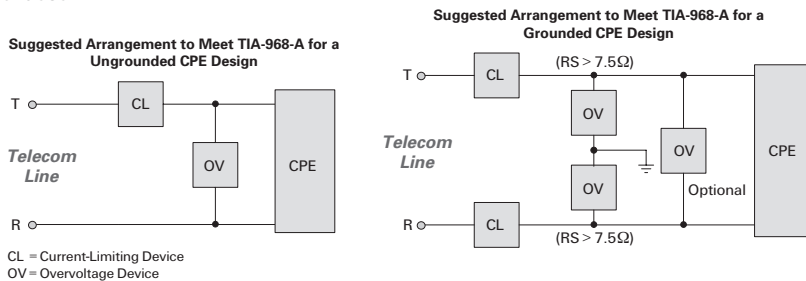 Suggested Arrangement to Meet TIA-968-A for a
Ungrounded CPE Design
T
CL
OV
CPE
Telecom
Line
R
CL = Current-Limiting Device
OV = Overvoltage Device
Suggested Arrangement to Meet TIA-968-A for a
Grounded CPE Design
(RS > 7.5Ω)
T
CL
OV
Telecom
Line
OV
CPE
OV
Optional
R
CL
(RS > 7.5Ω)